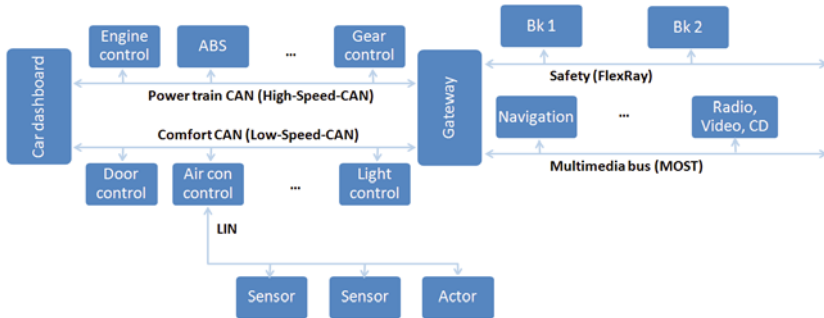 Engine
control
ABS
...
Gear
control
Bk 1
Bk 2
Car dashboard
Gateway
Power train CAN (High-Speed-CAN)
Safety (FlexRay)
Navigation
...
Radio,
Video, CD
Comfort CAN (Low-Speed-CAN)
Multimedia bus (MOST)
Door
control
Air con
control
...
Light
control
LIN
Sensor
Sensor
Actor